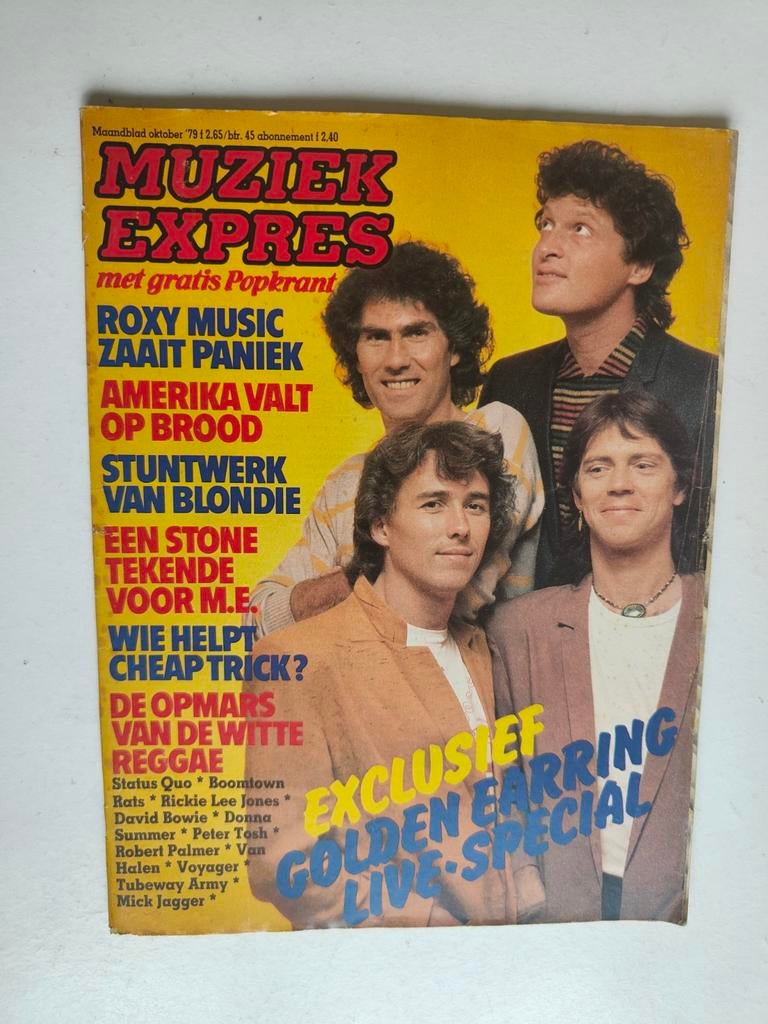 Maandblad oktober '79 f 2.65/bfr. 45 abonnement f 2,40
MUZIEK
EXPRES
met gratis Popkrant
ROXY MUSIC
ZAAIT PANIEK
AMERIKA VALT
OP BROOD
STUNTWERK
VAN BLONDIE
EEN STONE
TEKENDE
VOOR M.E.
WIE HELPT
CHEAP TRICK?
DE OPMARS
VAN DE WITTE
REGGAE
Status Quo * Boomtown
Rats * Rickie Lee Jones *
David Bowie * Donna
Summer * Peter Tosh *
Robert Palmer * Van
Halen * Voyager *
Tubeway Army *
Mick Jagger *
EXCLUSIEF
GOLDEN EARRING
LIVE-SPECIAL